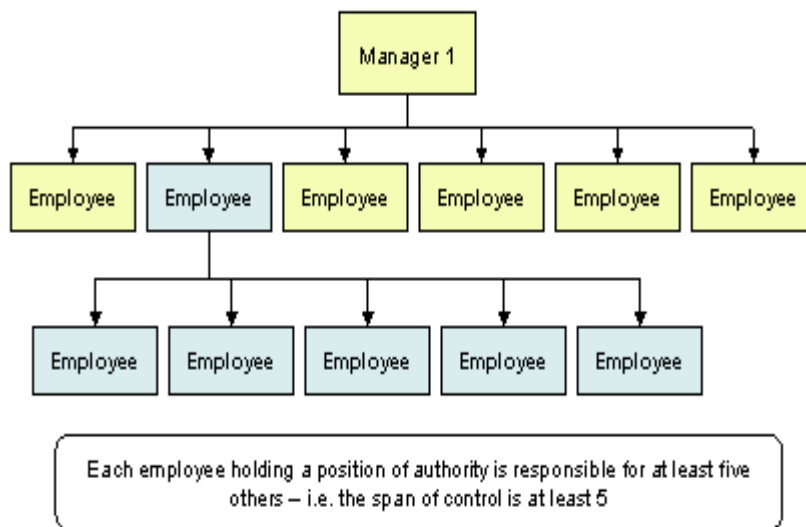 Manager 1
Employee Employee Employee Employee Employee Employee
Employee Employee Employee Employee Employee
Each employee holding a position of authority is responsible for at least five
others – i.e. the span of control is at least 5